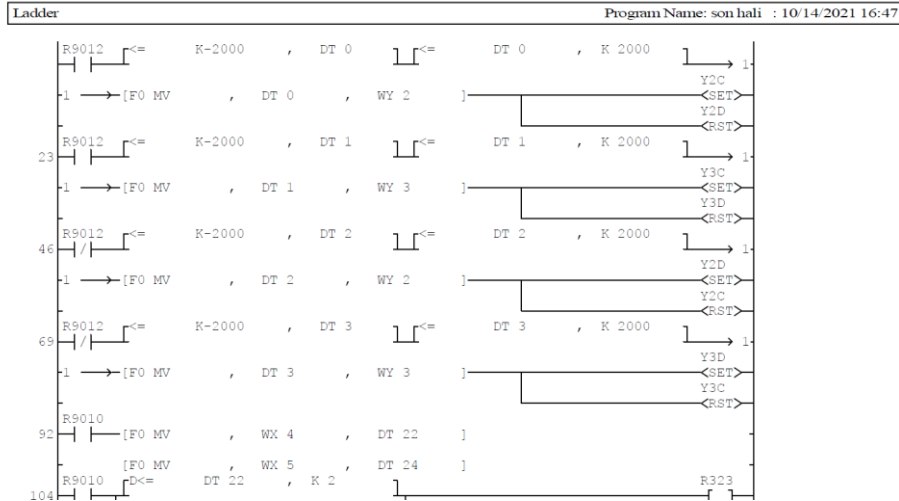 Ladder Program Name: son hali : 10/14/2021 16:47
R9012 <= K-2000 , DT 0 <= DT 0 , K 2000 1
Y2C
1 [F0 MV , DT 0 , WY 2 ] <SET>
Y2D
<RST>
R9012 <= K-2000 , DT 1 <= DT 1 , K 2000
23 1
Y3C
1 [F0 MV , DT 1 , WY 3 ] <SET>
Y3D
<RST>
R9012 <= K-2000 , DT 2 <= DT 2 , K 2000
46 / 1
Y2D
1 [F0 MV , DT 2 , WY 2 ] <SET>
Y2C
<RST>
R9012 <= K-2000 , DT 3 <= DT 3 , K 2000
69 / 1
Y3D
1 [F0 MV , DT 3 , WY 3 ] <SET>
Y3C
<RST>
R9010
92 [F0 MV , WX 4 , DT 22 ]
[F0 MV , WX 5 , DT 24 ]
R9010 D<= DT 22 , K 2 R323
104 [ ]